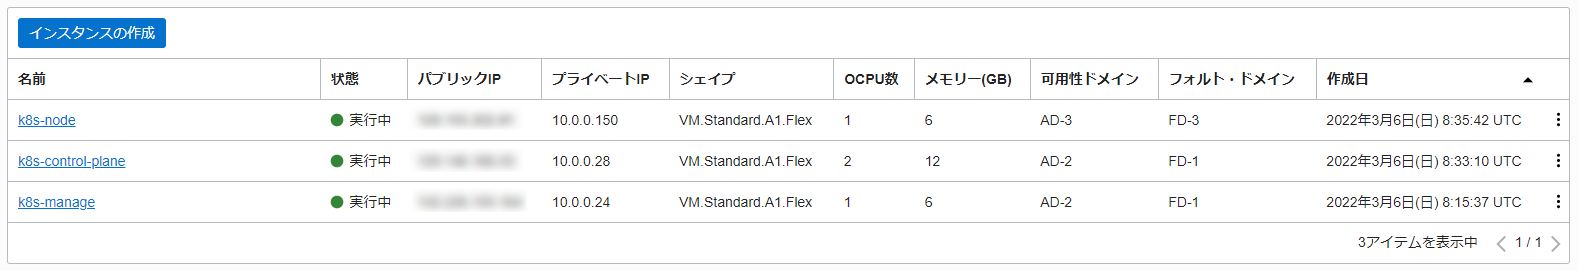 インスタンスの作成
名前 状態 パブリックIP プライベートIP シェイプ OCPU数 メモリー(GB) 可用性ドメイン フォルト・ドメイン 作成日
k8s-node 実行中 10.0.0.150 VM.Standard.A1.Flex 1 6 AD-3 FD-3 2022年3月6日(日) 8:35:42 UTC
k8s-control-plane 実行中 10.0.0.28 VM.Standard.A1.Flex 2 12 AD-2 FD-1 2022年3月6日(日) 8:33:10 UTC
k8s-manage 実行中 10.0.0.24 VM.Standard.A1.Flex 1 6 AD-2 FD-1 2022年3月6日(日) 8:15:37 UTC
3アイテムを表示中 1 / 1